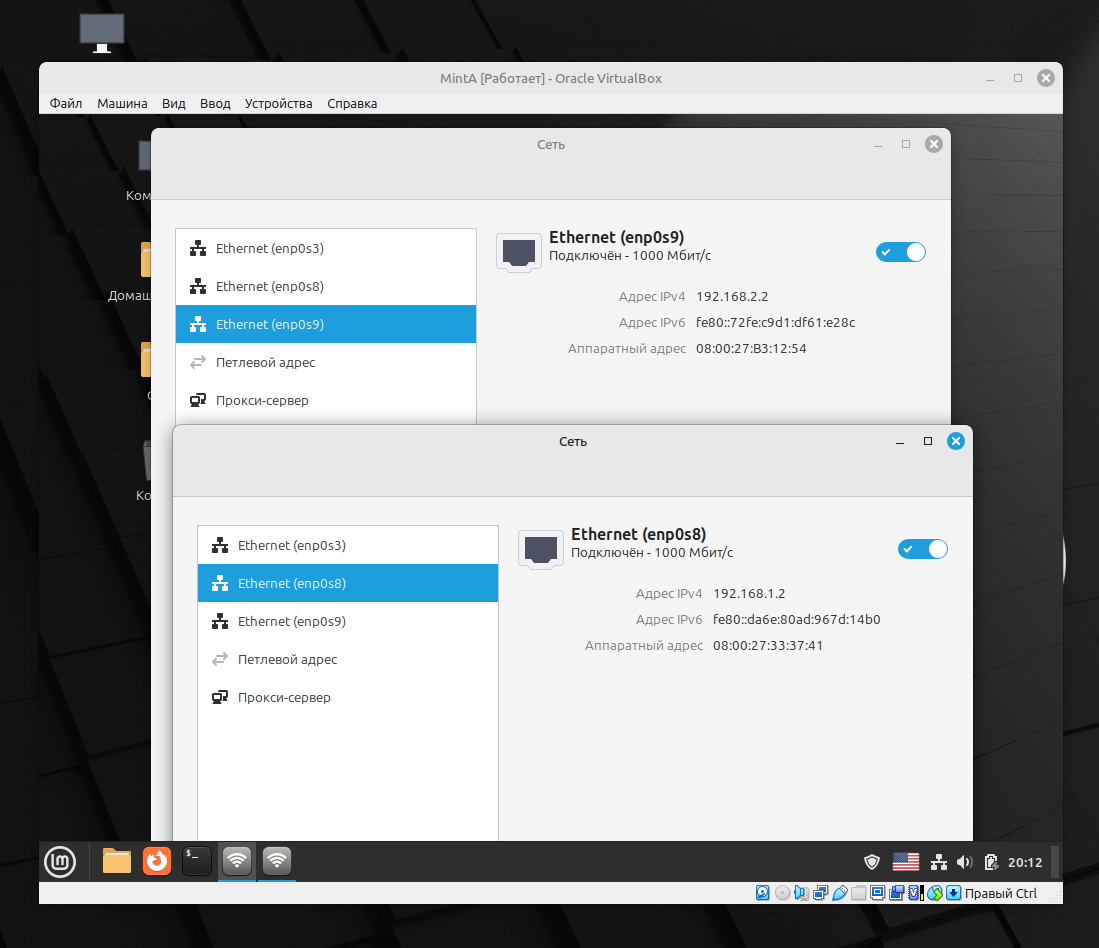 MintA [Работает] - Oracle VirtualBox
Файл Машина Вид Ввод Устройства Справка
Сеть
Ethernet (enp0s3)
Ethernet (enp0s8)
Ethernet (enp0s9)
Петлевой адрес
Прокси-сервер
Ethernet (enp0s9)
Подключён - 1000 Мбит/с
Адрес IPv4 192.168.2.2
Адрес IPv6 fe80::72fe:c9d1:df61:e28c
Аппаратный адрес 08:00:27:B3:12:54
Сеть
Ethernet (enp0s3)
Ethernet (enp0s8)
Ethernet (enp0s9)
Петлевой адрес
Прокси-сервер
Ethernet (enp0s8)
Подключён - 1000 Мбит/с
Адрес IPv4 192.168.1.2
Адрес IPv6 fe80::da6e:80ad:967d:14b0
Аппаратный адрес 08:00:27:33:37:41
20:12
Правый Ctrl